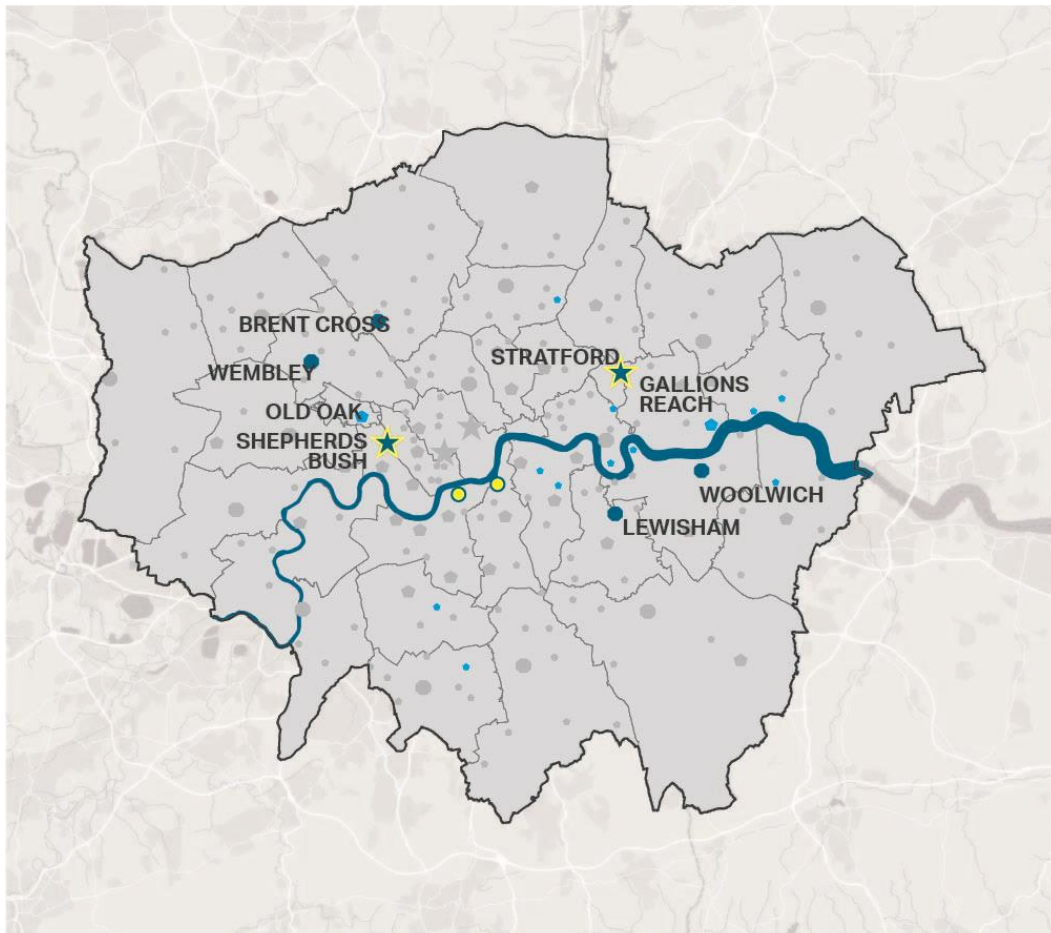 BRENT CROSS
STRATFORD
WEMBLEY
GALLIONS
REACH
OLD OAK
SHEPHERDS
BUSH
WOOLWICH
LEWISHAM